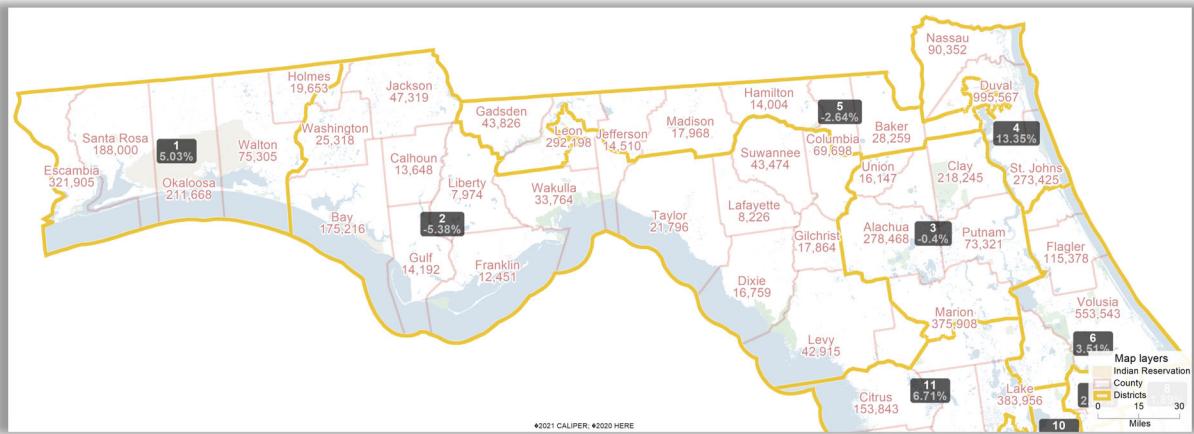 Nassau
90,352
Holmes
19,653
Jackson
47,319
Duval
995,567
Hamilton
14,004
Gadsden
43,826
5
-2.64%
Madison
17,968
Baker
28,259
Leon
292,198
Jefferson
14,510
4
13.35%
Washington
25,318
Santa Rosa
188,000
1
5.03%
Walton
75,305
Columbia
69,698
Suwannee
43,474
Calhoun
13,648
Union
16,147
Clay
218,245
St. Johns
273,425
Escambia
321,905
Okaloosa
211,668
Liberty
7,974
Wakulla
33,764
Lafayette
8,226
Bay
175,216
2
-5.38%
Taylor
21,796
Gilchrist
17,864
Alachua
278,468
3
-0.4%
Putnam
73,321
Flagler
115,378
Gulf
14,192
Franklin
12,451
Dixie
16,759
Volusia
553,543
Marion
375,908
Levy
42,915
6
3.51%
Map layers
Indian Reservation
County
Districts
0 15 30
Miles
11
6.71%
Lake
383,956
Citrus
153,843
10
©2021 CALIPER; ©2020 HERE